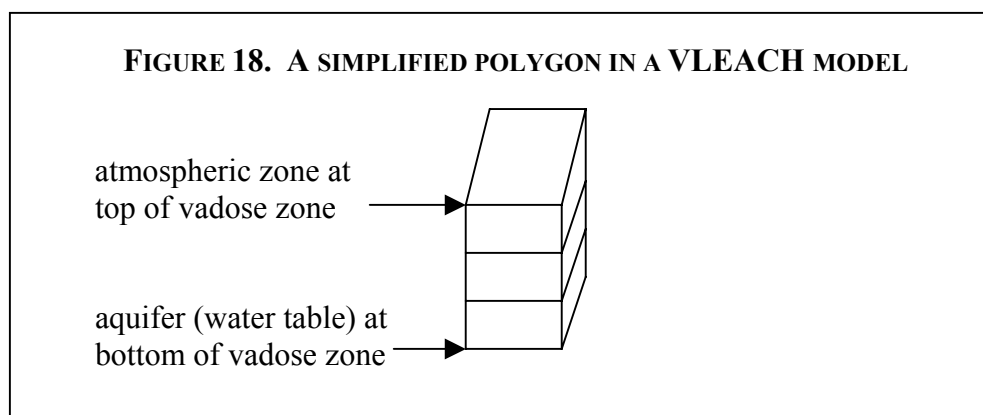 FIGURE 18. A SIMPLIFIED POLYGON IN A VLEACH MODEL
atmospheric zone at
top of vadose zone
aquifer (water table) at
bottom of vadose zone